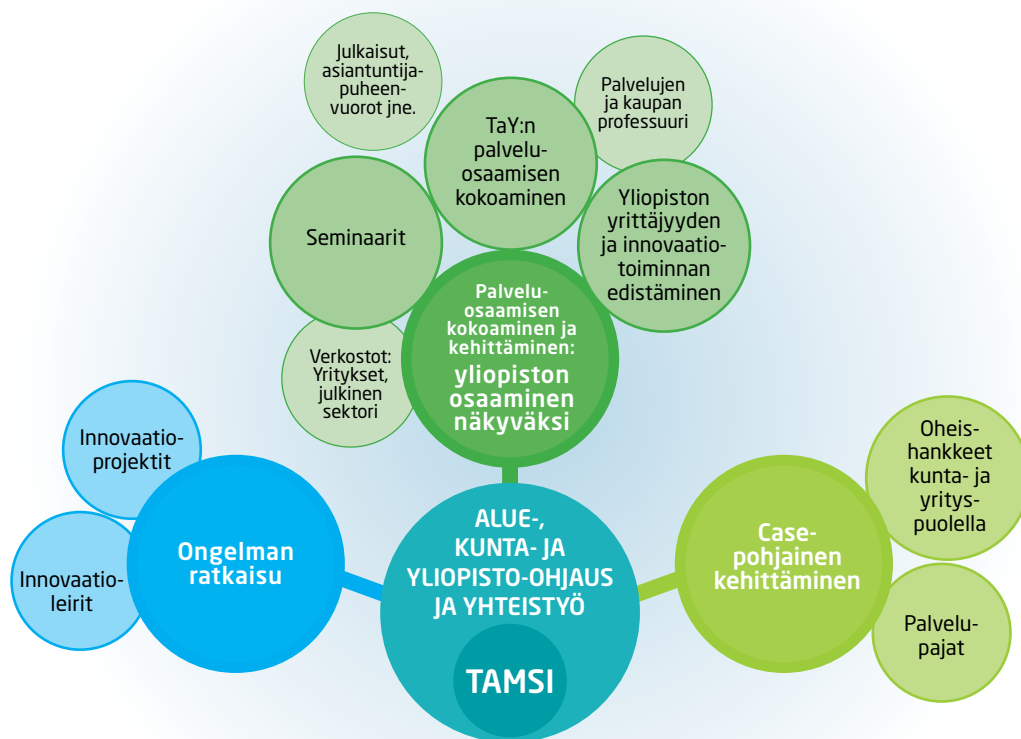 Julkaisut,
asiantuntija-
puheen-
vuorot jne.
TaY:n
palvelu-
osaamisen
kokoaminen
Palvelujen
ja kaupan
professuuri
Seminaarit
Yliopiston
yrittäjyyden
ja innovaatio-
toiminnan
edistäminen
Palvelu-
osaamisen
kokoaminen ja
kehittäminen:
yliopiston
osaaminen
näkyväksi
Verkostot:
Yritykset,
julkinen
sektori
Innovaatio-
projektit
Innovaatio-
leirit
Ongelman
ratkaisu
ALUE-,
KUNTA- JA
YLIOPISTO-OHJAUS
JA YHTEISTYÖ
TAMSI
Case-
pohjainen
kehittäminen
Oheis-
hankkeet
kunta- ja
yritys-
puolella
Palvelu-
pajat